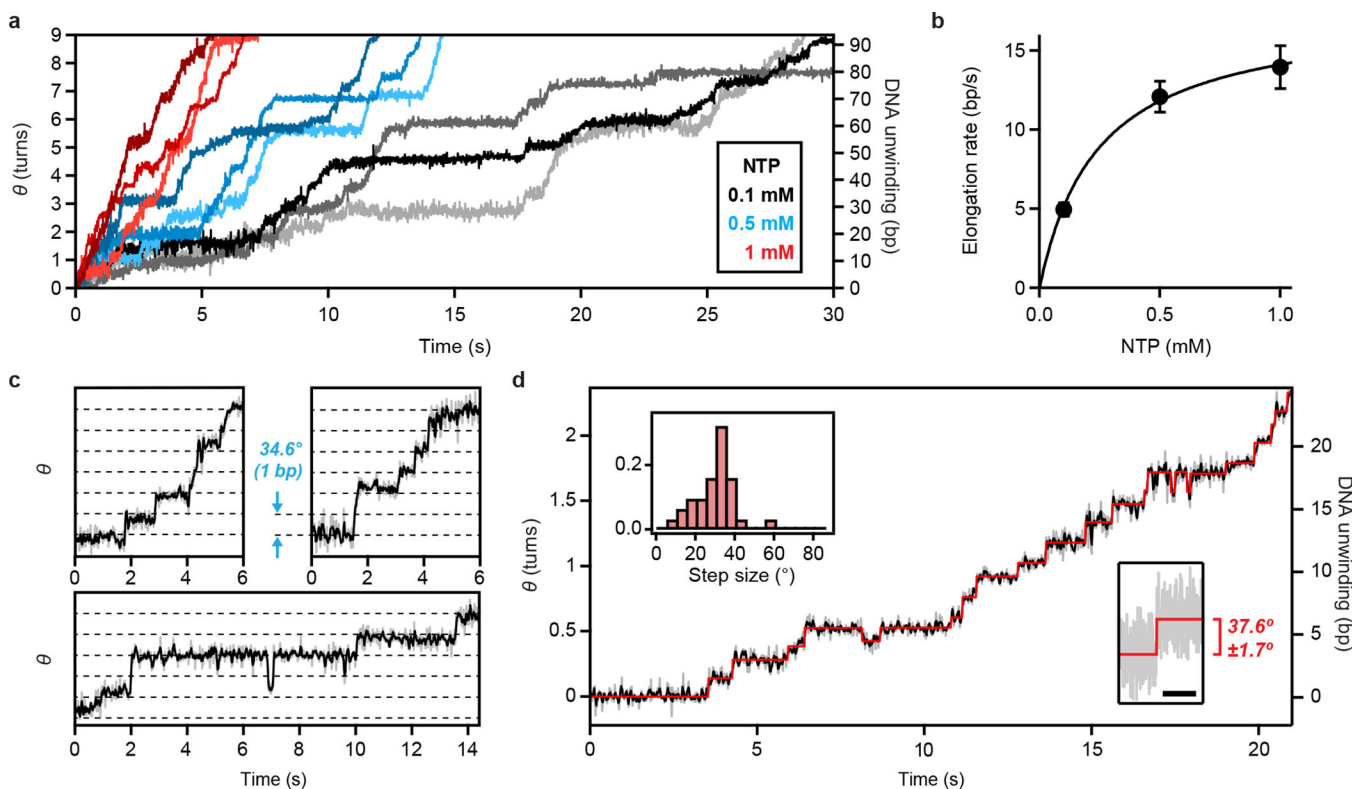 a
9
8
7
6
5
4
3
2
1
0
θ (turns)
90
80
70
60
50
40
30
20
10
0
DNA unwinding (bp)
NTP
0.1 mM
0.5 mM
1 mM
0 5 10 15 20 25 30
Time (s)
b
15
10
5
0
Elongation rate (bp/s)
0.0 0.5 1.0
NTP (mM)
c
θ
34.6°
(1 bp)
0 2 4 6
0 2 4 6
θ
0 2 4 6 8 10 12 14
Time (s)
d
2
1.5
1
0.5
0
θ (turns)
0.2
0.0
0 20 40 60 80
Step size (°)
37.6º
±1.7º
20
15
10
5
0
DNA unwinding (bp)
0 5 10 15 20
Time (s)